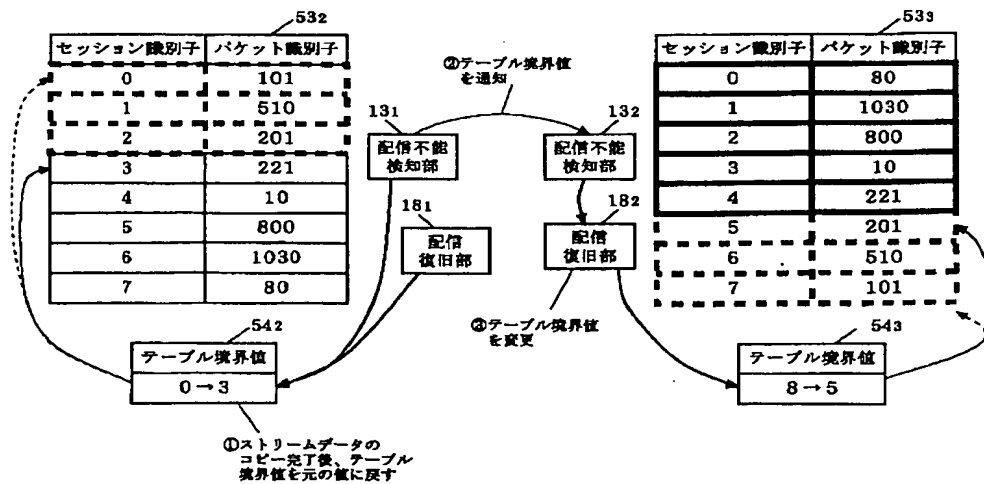 53₂
セッション識別子 パケット識別子
0 101
1 510
2 201
3 221
4 10
5 800
6 1030
7 80
54₂
テーブル境界値
0→3
①ストリームデータの
コピー完了後、テーブル
境界値を元の値に戻す
②テーブル境界値
を通知
13₁
配信不能
検知部
18₁
配信
復旧部
13₂
配信不能
検知部
18₂
配信
復旧部
③テーブル境界値
を変更
53₃
セッション識別子 パケット識別子
0 80
1 1030
2 800
3 10
4 221
5 201
6 510
7 101
54₃
テーブル境界値
8→5